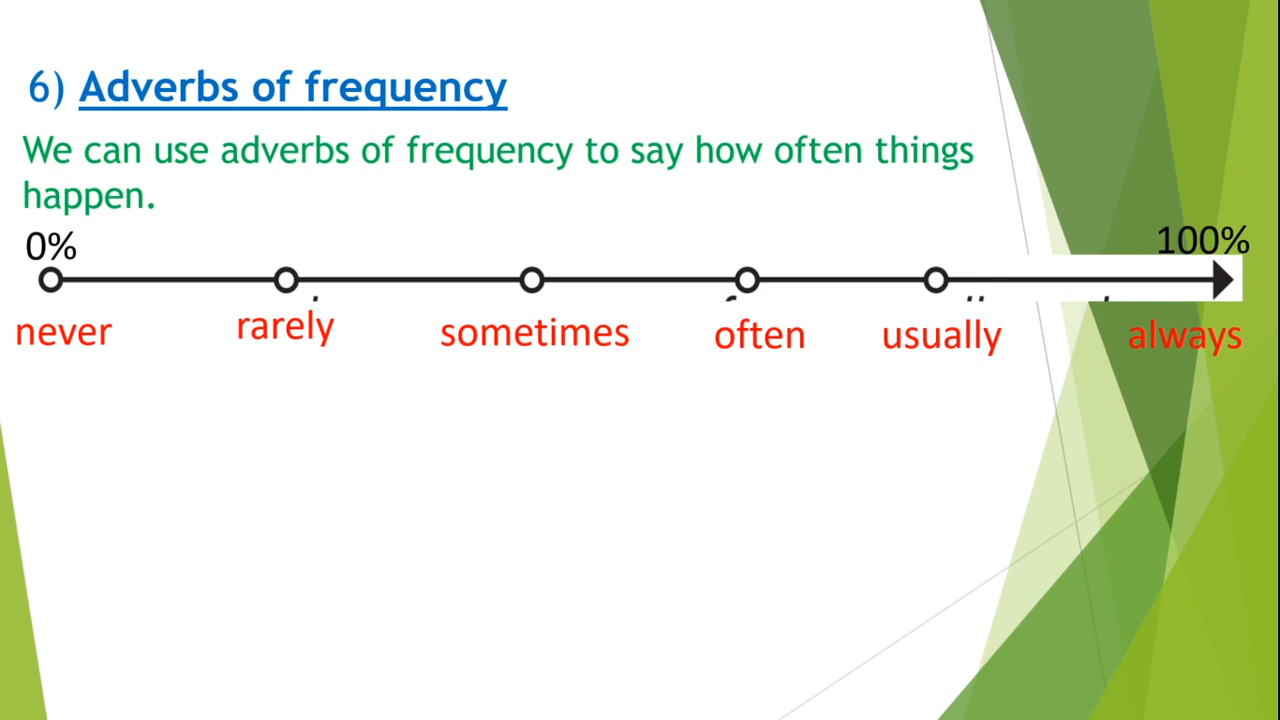 6) Adverbs of frequency
We can use adverbs of frequency to say how often things
happen.
0% 100%
never rarely sometimes often usually always